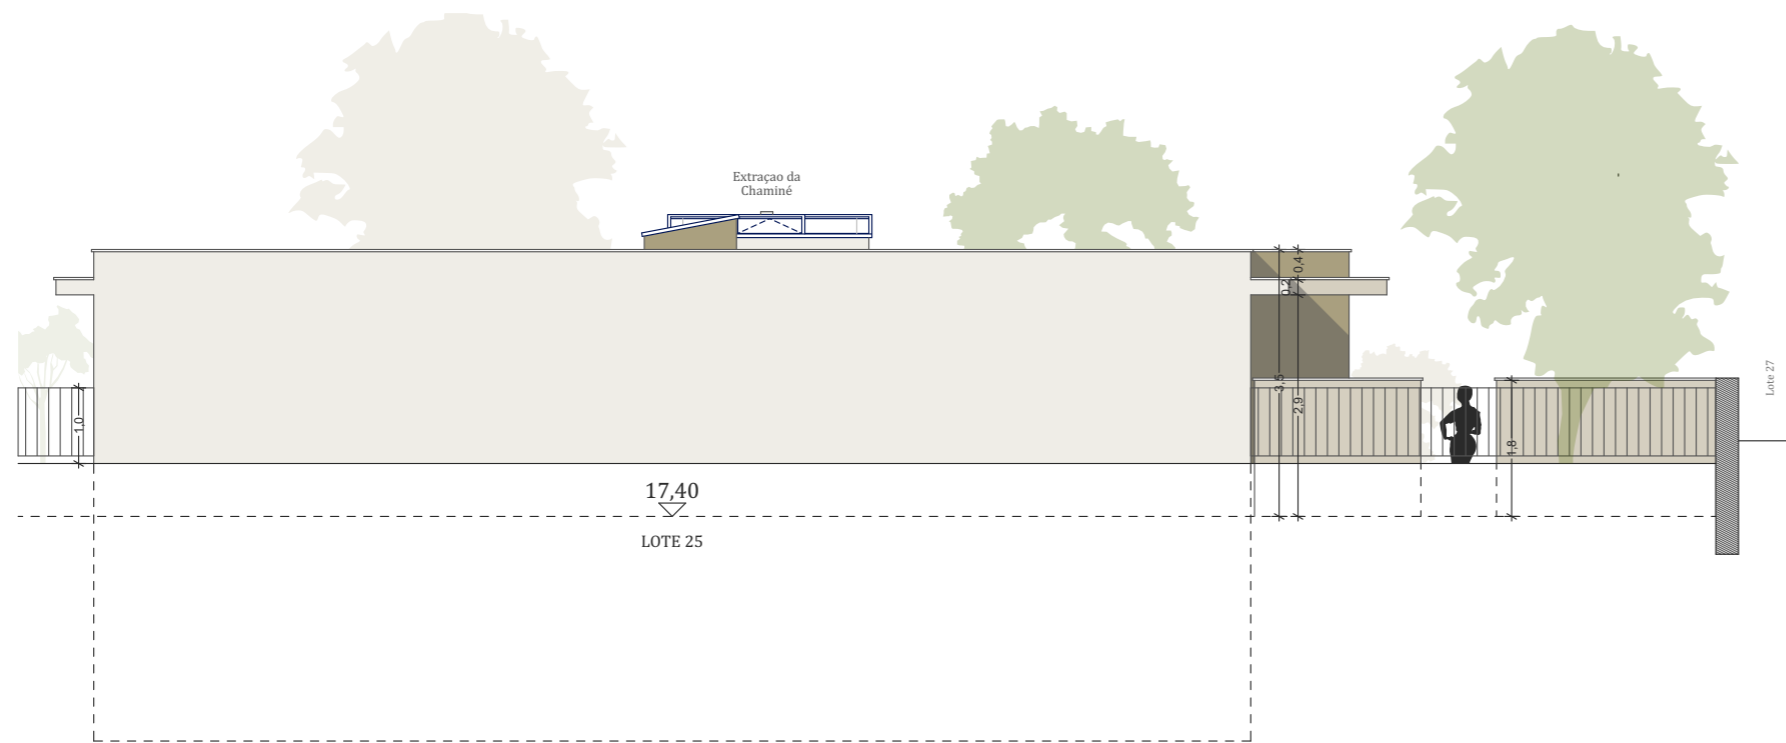 Extraçao da
Chaminé
0,4
0,2
3,5
2,9
1,0
1,8
Lote 27
17,40
LOTE 25